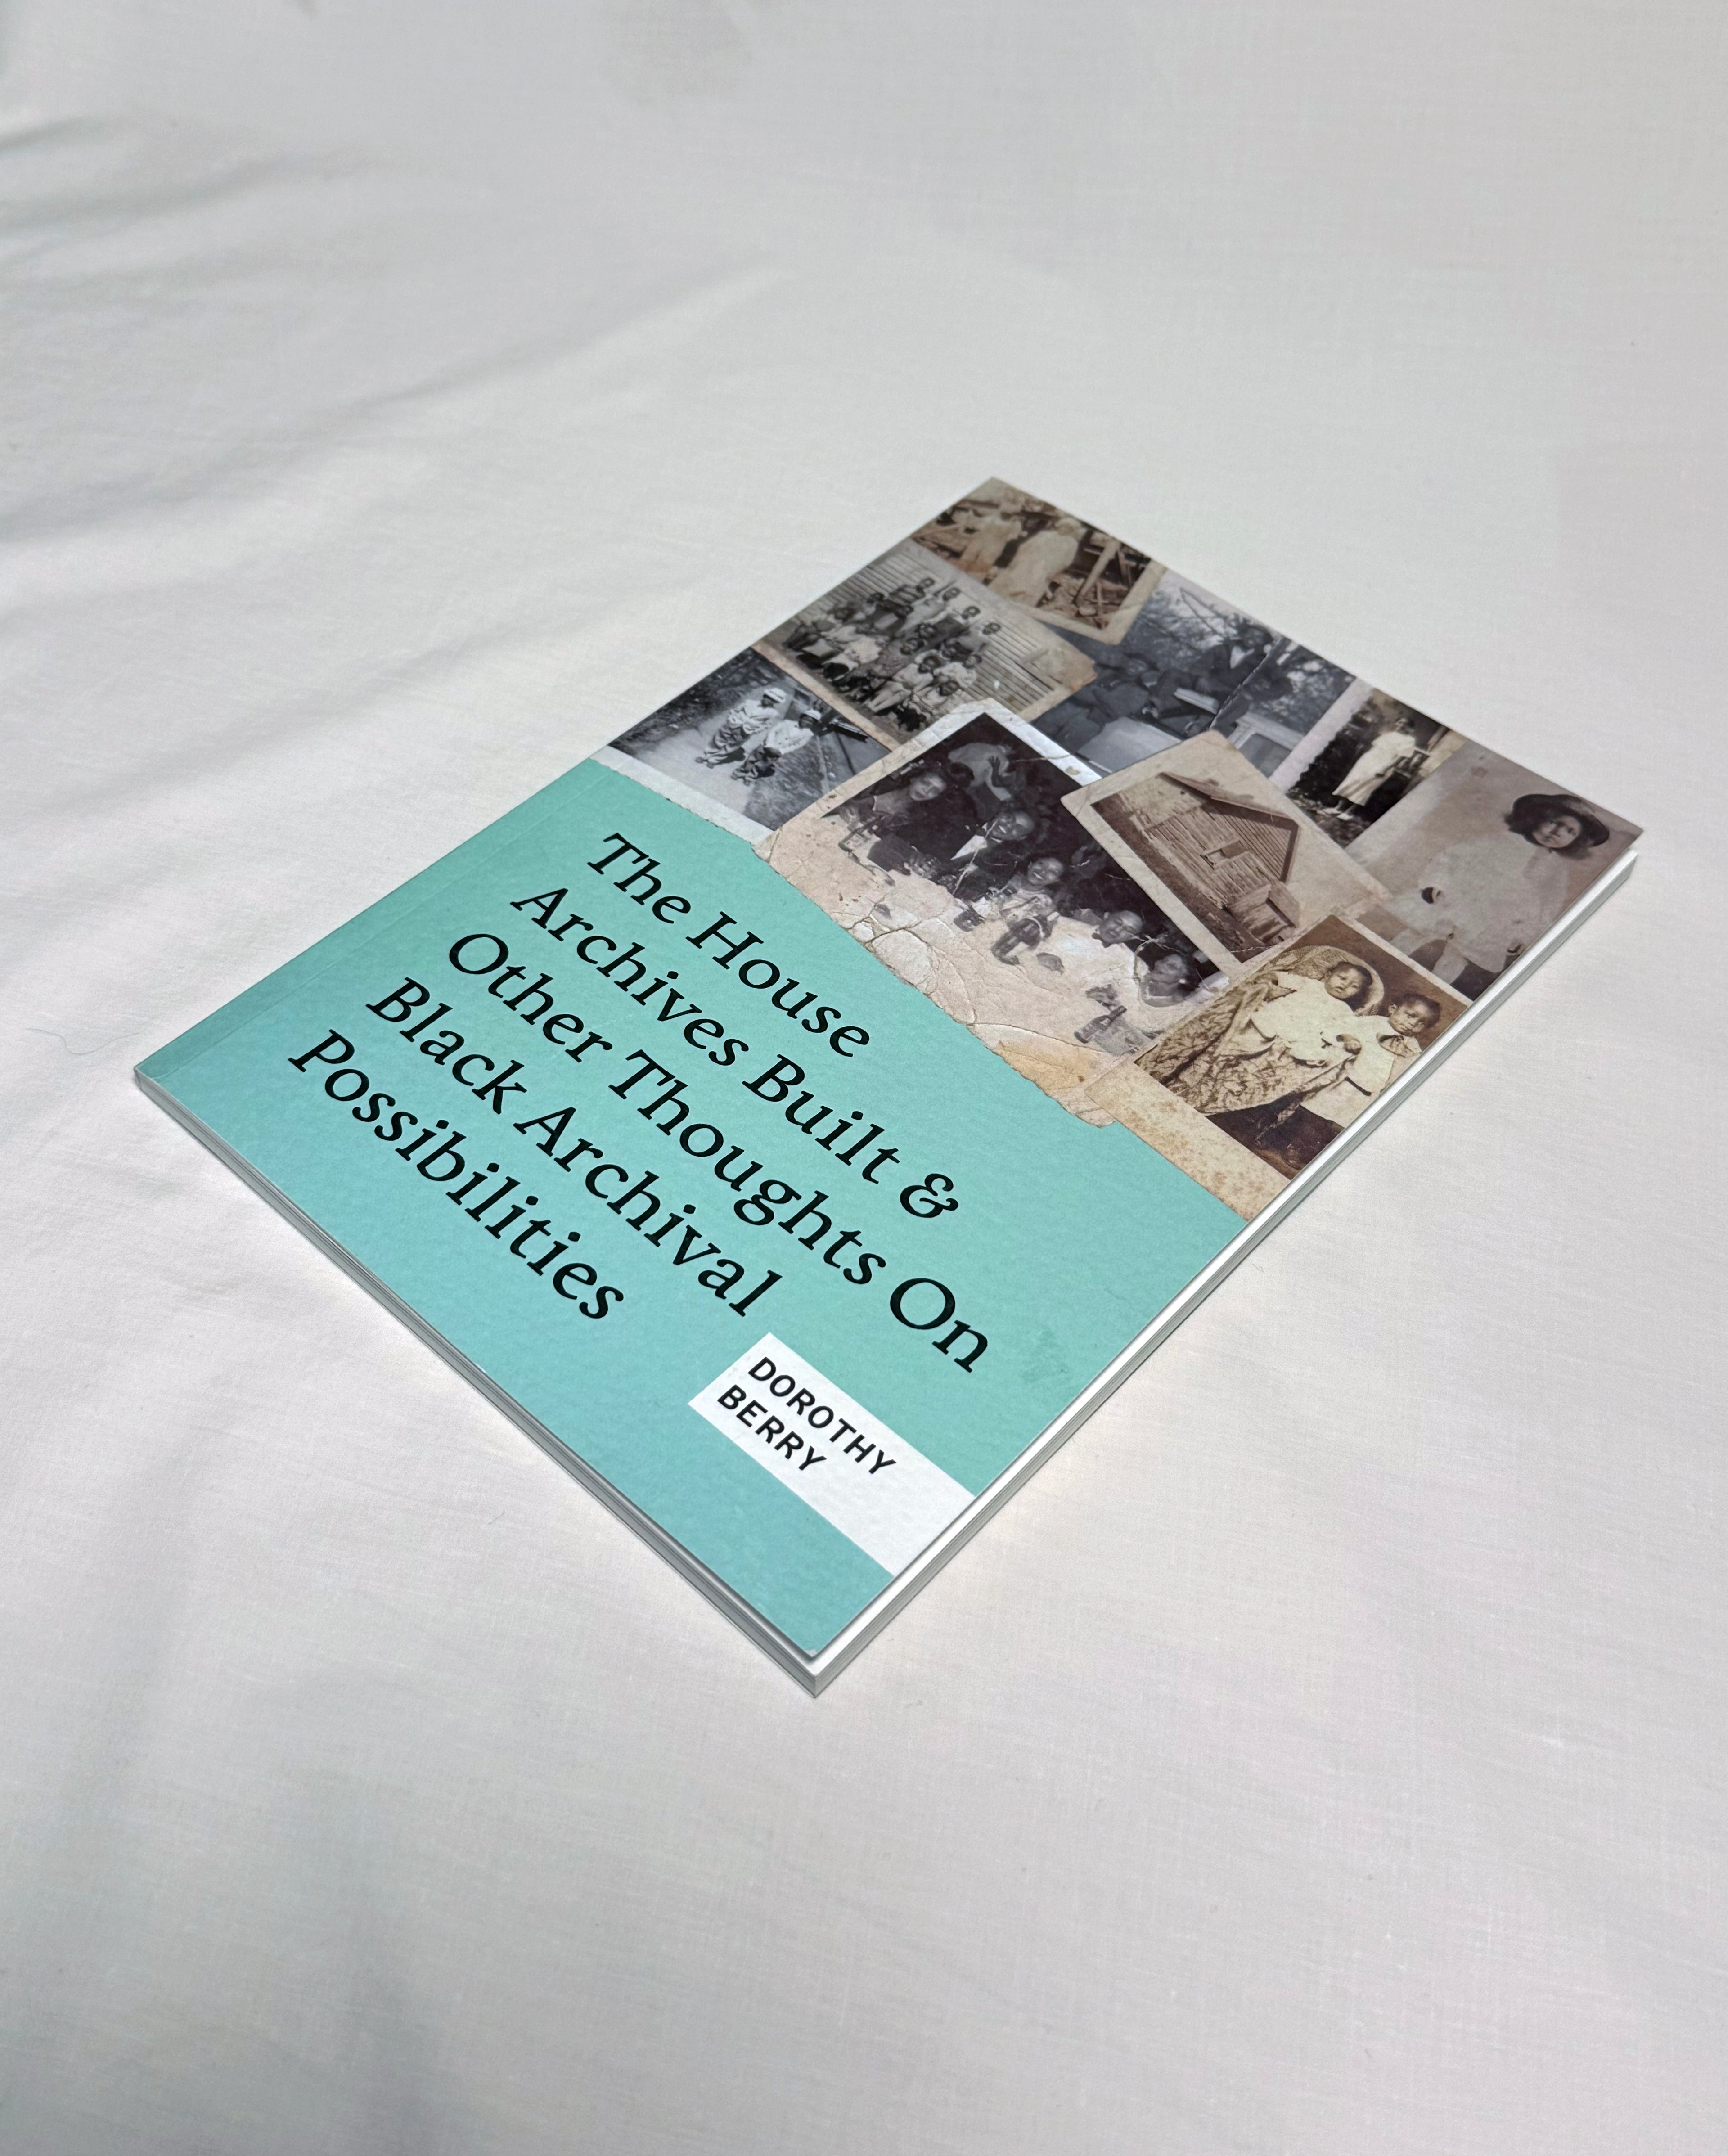 The House
Archives Built &
Other Thoughts On
Black Archival
Possibilities
DOROTHY
BERRY